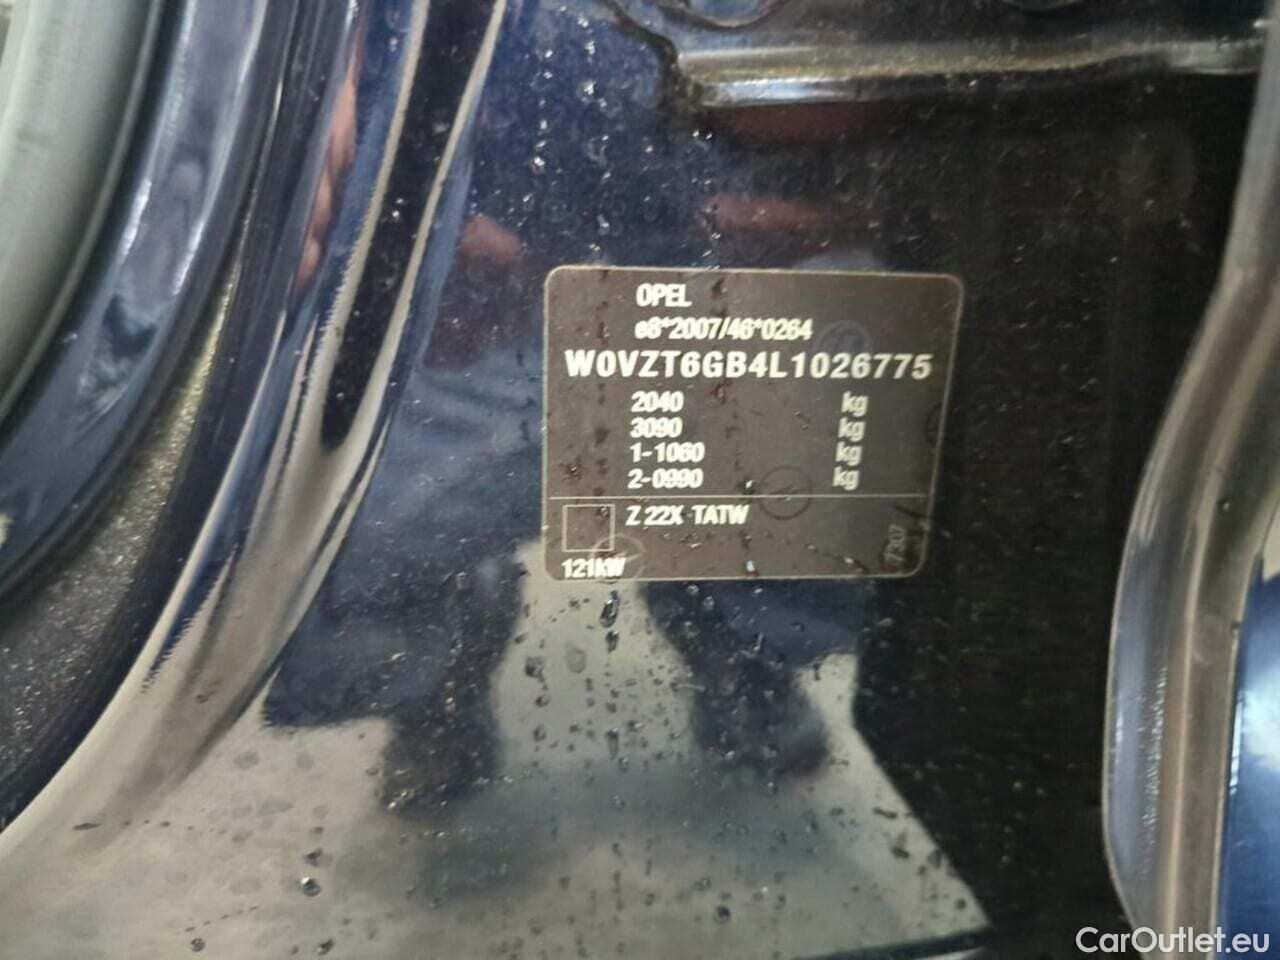 OPEL
e8*2007/46*0264
W0VZT6GB4L1026775
2040 kg
3090 kg
1-1060 kg
2-0990 kg
Z 22X TATW
121KW
CarOutlet.eu